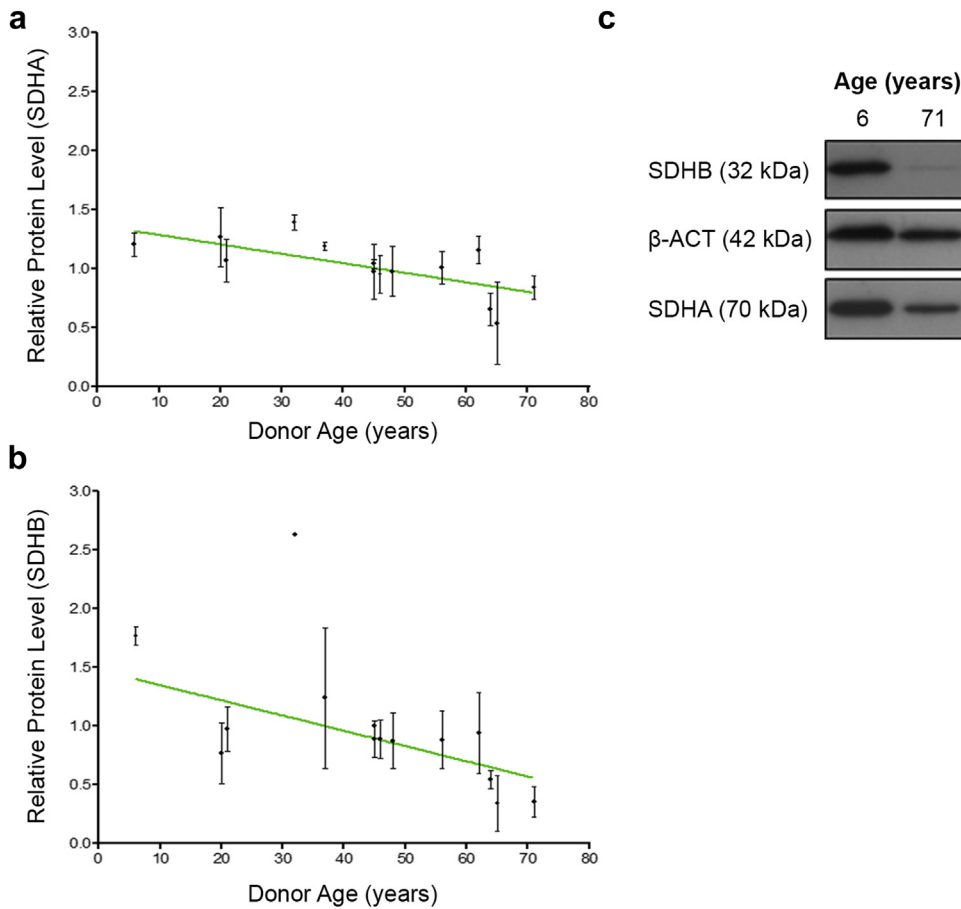 a
3.0
2.5
2.0
1.5
1.0
0.5
0.0
Relative Protein Level (SDHA)
0 10 20 30 40 50 60 70 80
Donor Age (years)
b
3.0
2.5
2.0
1.5
1.0
0.5
0.0
Relative Protein Level (SDHB)
0 20 30 40 50 60 70 80
Donor Age (years)
c
Age (years)
6 71
SDHB (32 kDa)
β-ACT (42 kDa)
SDHA (70 kDa)